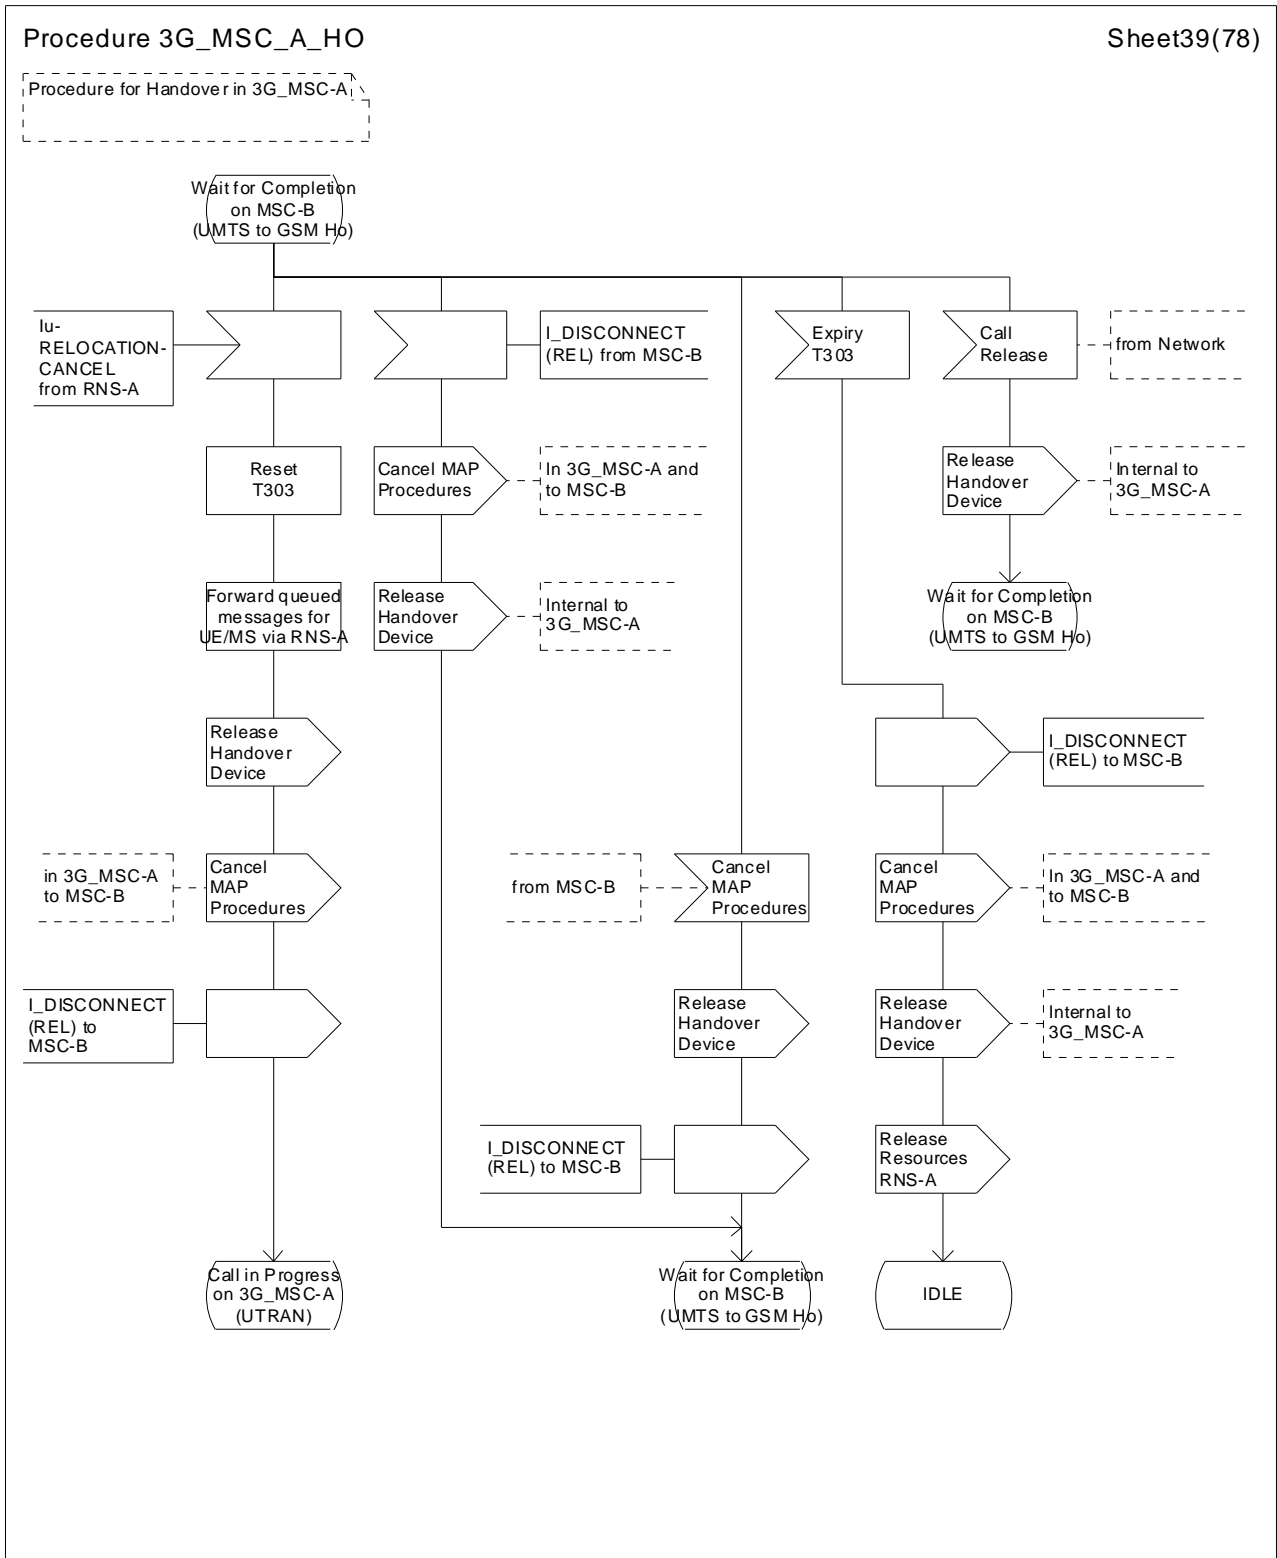 Procedure 3G_MSC_A_HO
Sheet39(78)
Procedure for Handover in 3G_MSC-A
Wait for Completion
on MSC-B
(UMTS to GSM Ho)
Iu-
RELOCATION-
CANCEL
from RNS-A
I_DISCONNECT
(REL) from MSC-B
Expiry
T303
Call
Release
from Network
Reset
T303
Cancel MAP
Procedures
In 3G_MSC-A and
to MSC-B
Release
Handover
Device
Internal to
3G_MSC-A
Forward queued
messages for
UE/MS via RNS-A
Release
Handover
Device
Internal to
3G_MSC-A
Wait for Completion
on MSC-B
(UMTS to GSM Ho)
Release
Handover
Device
I_DISCONNECT
(REL) to MSC-B
in 3G_MSC-A
to MSC-B
Cancel
MAP
Procedures
from MSC-B
Cancel
MAP
Procedures
Cancel
MAP
Procedures
In 3G_MSC-A and
to MSC-B
I_DISCONNECT
(REL) to
MSC-B
Release
Handover
Device
Release
Handover
Device
Internal to
3G_MSC-A
I_DISCONNECT
(REL) to MSC-B
Release
Resources
RNS-A
Call in Progress
on 3G_MSC-A
(UTRAN)
Wait for Completion
on MSC-B
(UMTS to GSM Ho)
IDLE